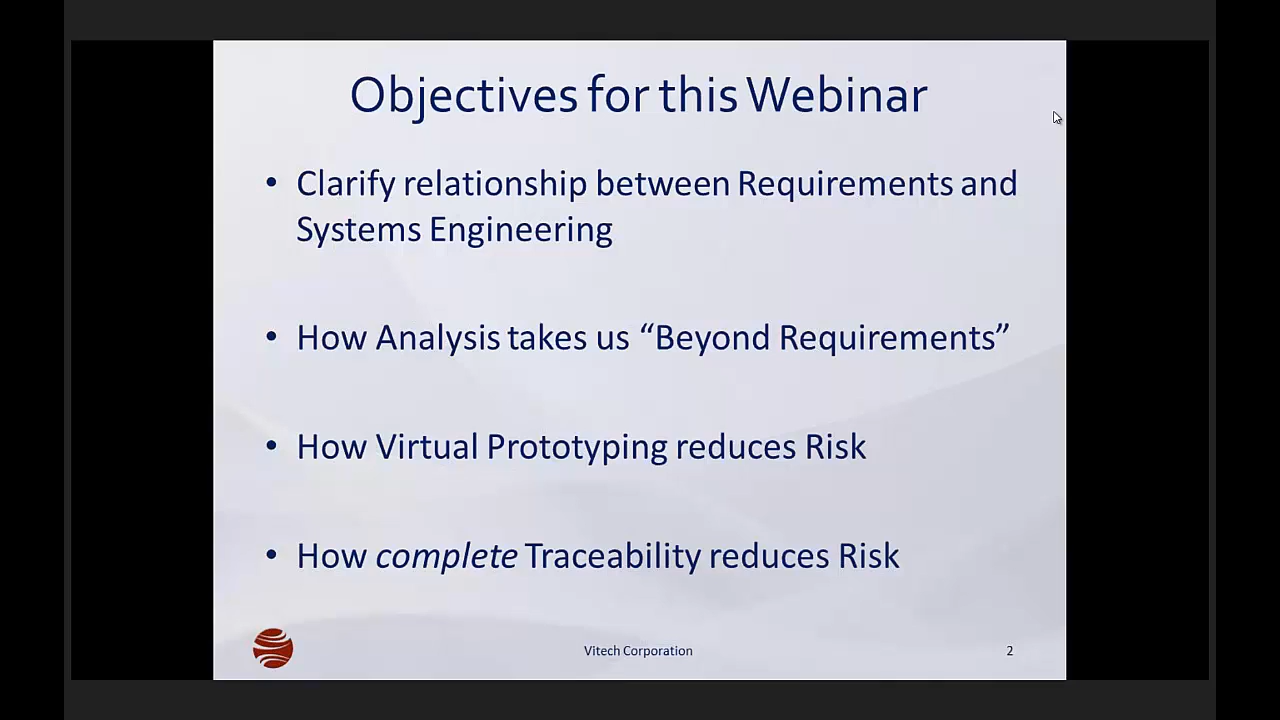 Objectives for this Webinar
• Clarify relationship between Requirements and
Systems Engineering
• How Analysis takes us “Beyond Requirements”
• How Virtual Prototyping reduces Risk
• How complete Traceability reduces Risk
Vitech Corporation
2